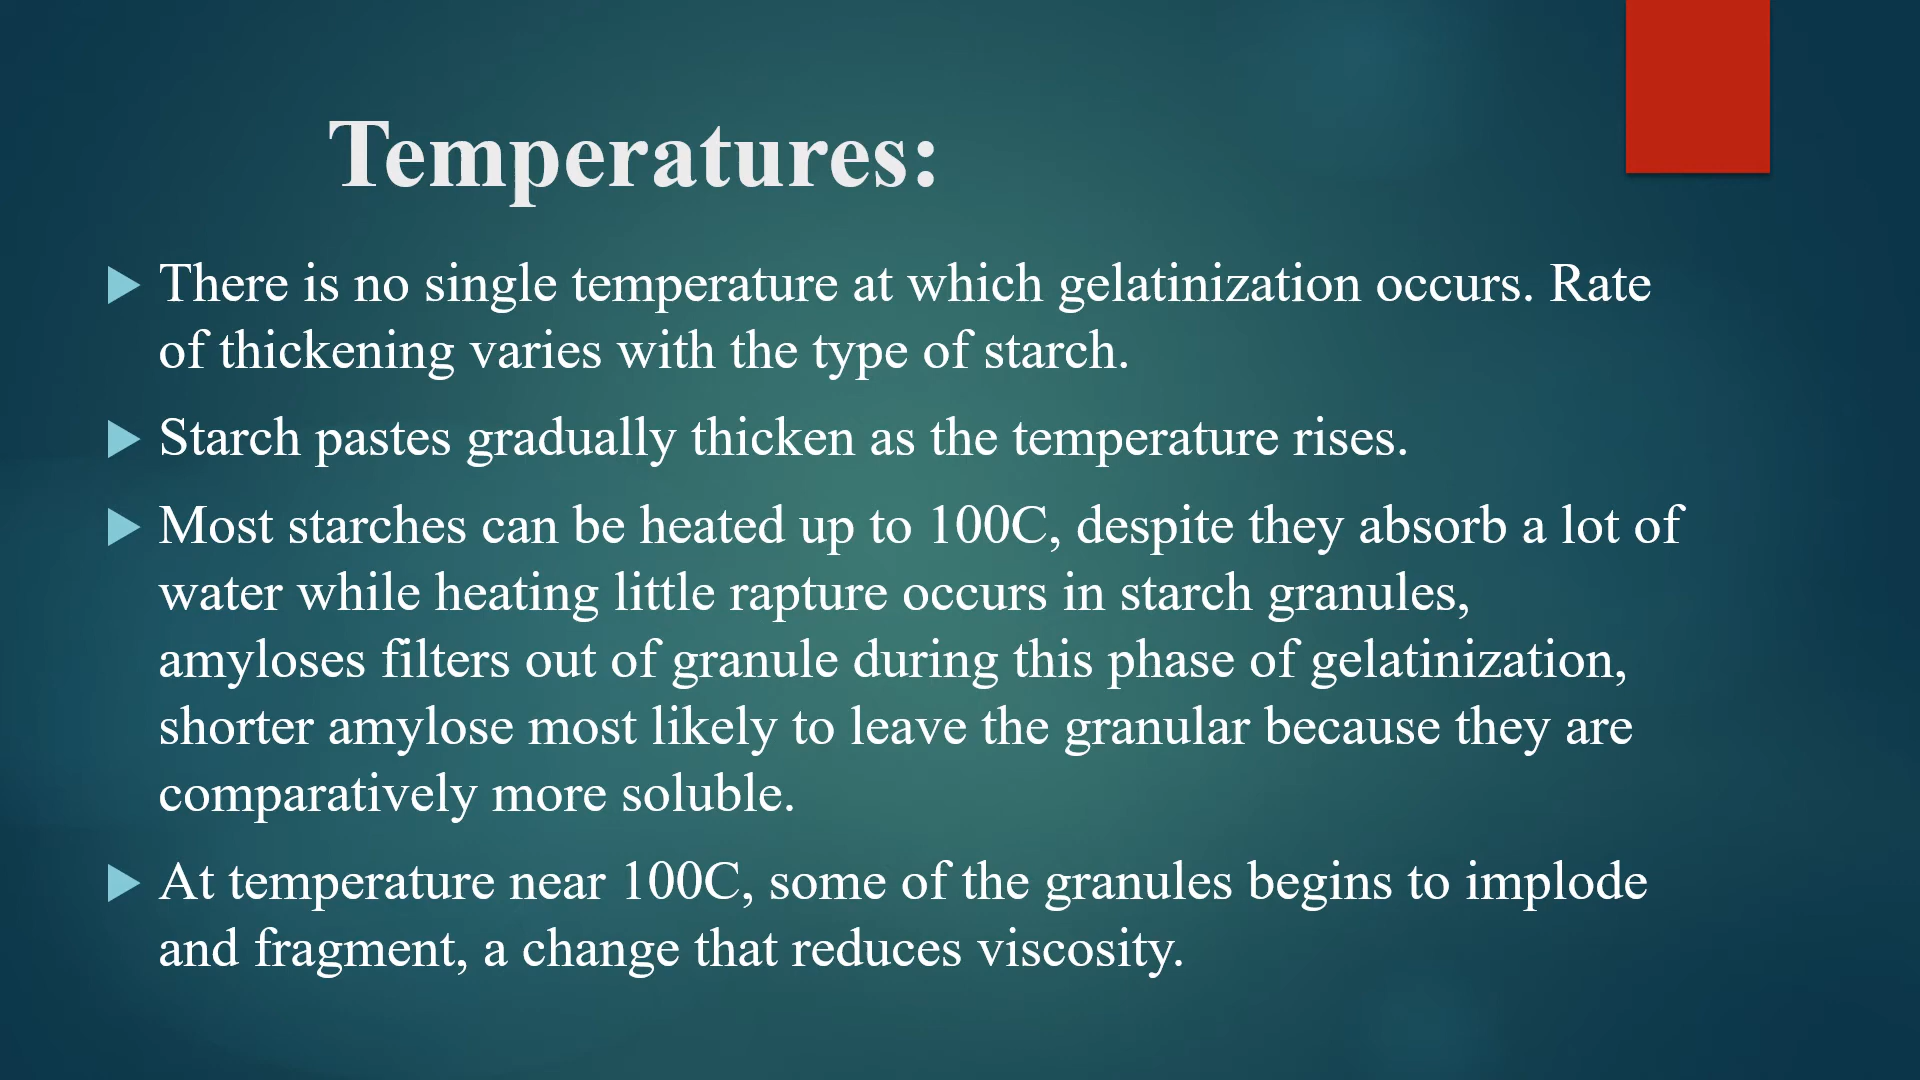 Temperatures:
There is no single temperature at which gelatinization occurs. Rate
of thickening varies with the type of starch.
Starch pastes gradually thicken as the temperature rises.
Most starches can be heated up to 100C, despite they absorb a lot of
water while heating little rapture occurs in starch granules,
amyloses filters out of granule during this phase of gelatinization,
shorter amylose most likely to leave the granular because they are
comparatively more soluble.
At temperature near 100C, some of the granules begins to implode
and fragment, a change that reduces viscosity.